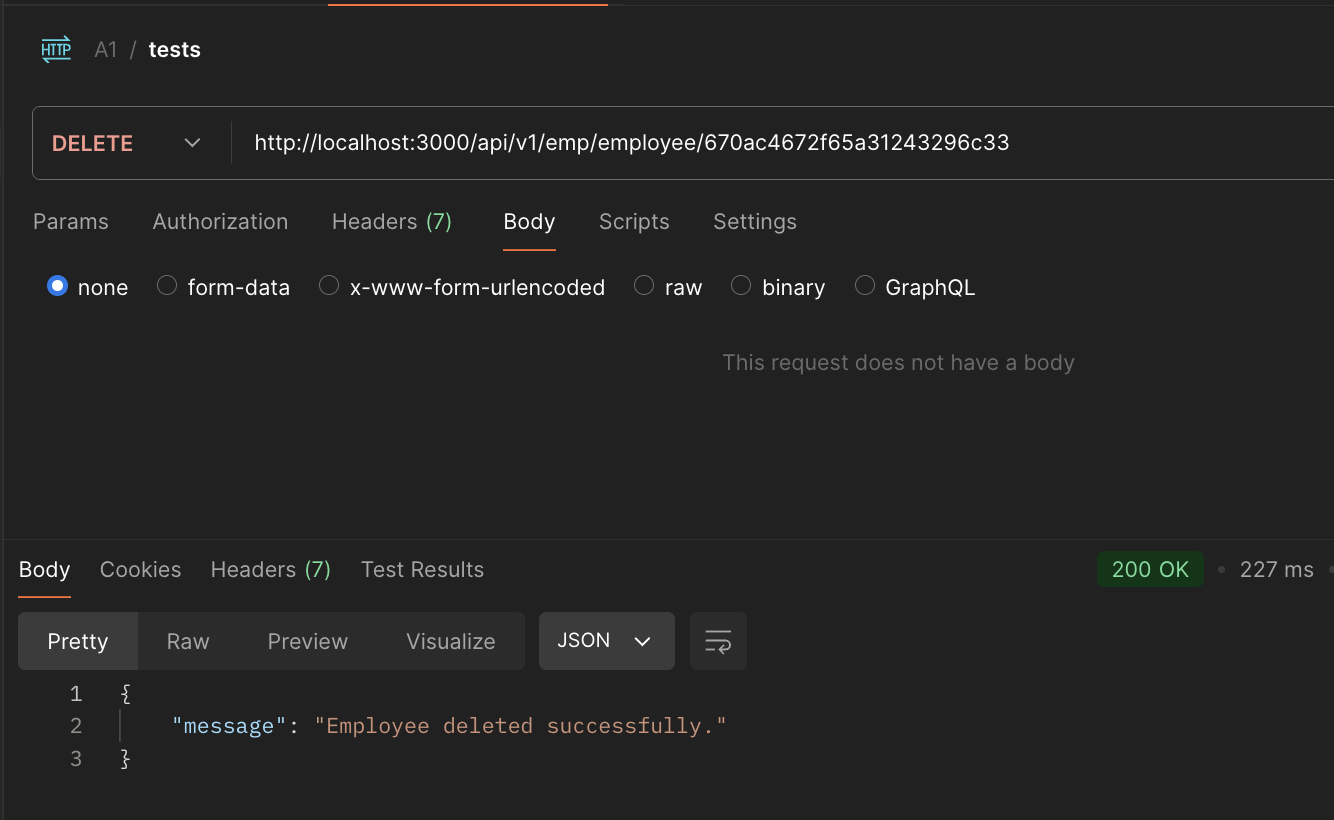 HTTP A1 / tests
DELETE http://localhost:3000/api/v1/emp/employee/670ac4672f65a31243296c33
Params Authorization Headers (7) Body Scripts Settings
none form-data x-www-form-urlencoded raw binary GraphQL
This request does not have a body
Body Cookies Headers (7) Test Results 200 OK • 227 ms
Pretty Raw Preview Visualize JSON
1 {
2 "message": "Employee deleted successfully."
3 }